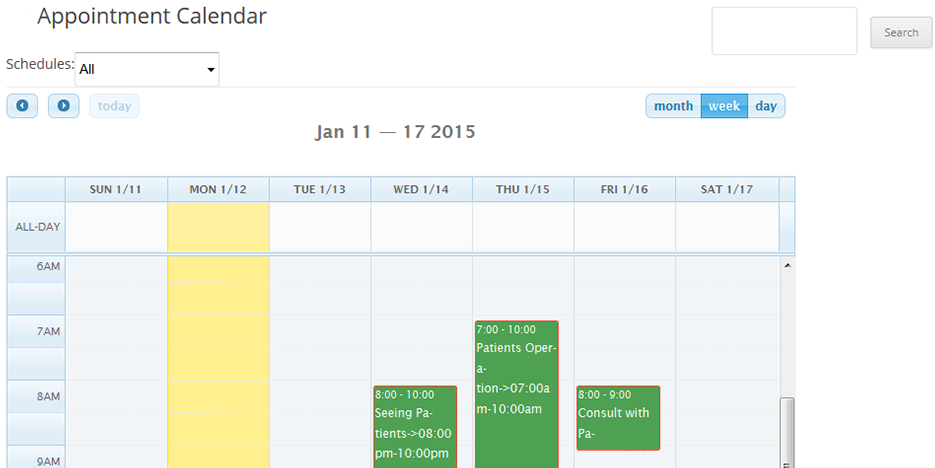 Appointment Calendar
Search
Schedules: All
today
month week day
Jan 11 — 17 2015
SUN 1/11 MON 1/12 TUE 1/13 WED 1/14 THU 1/15 FRI 1/16 SAT 1/17
ALL-DAY
6AM
7AM
8AM
9AM
8:00 - 10:00
Seeing Pa-
tients->08:00
pm-10:00pm
7:00 - 10:00
Patients Oper-
a-
tion->07:00a
m-10:00am
8:00 - 9:00
Consult with
Pa-